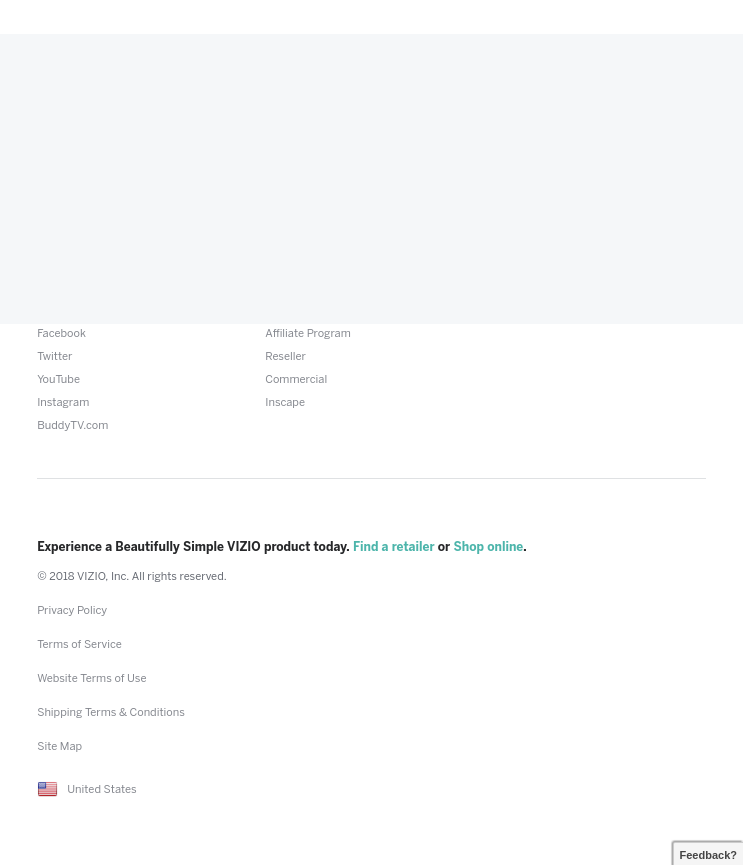 Facebook
Twitter
YouTube
Instagram
BuddyTV.com
Affiliate Program
Reseller
Commercial
Inscape
Experience a Beautifully Simple VIZIO product today. Find a retailer or Shop online.
© 2018 VIZIO, Inc. All rights reserved.
Privacy Policy
Terms of Service
Website Terms of Use
Shipping Terms & Conditions
Site Map
United States
Feedback?